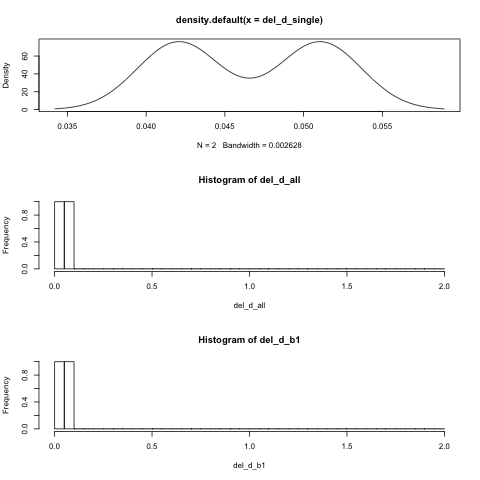 density.default(x = del_d_single)
Density
0 20 40 60
0.035 0.040 0.045 0.050 0.055
N = 2 Bandwidth = 0.002628
Histogram of del_d_all
Frequency
0.0 0.4 0.8
0.0 0.5 1.0 1.5 2.0
del_d_all
Histogram of del_d_b1
Frequency
0.0 0.4 0.8
0.0 0.5 1.0 1.5 2.0
del_d_b1